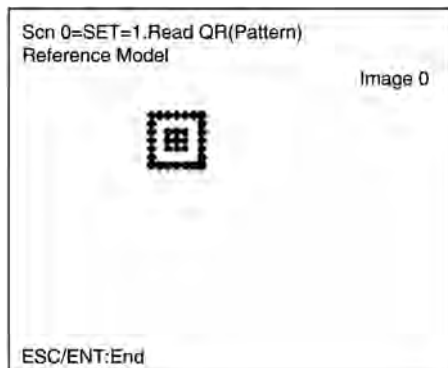 Scn 0=SET=1.Read QR(Pattern)
Reference Model
Image 0
ESC/ENT:End